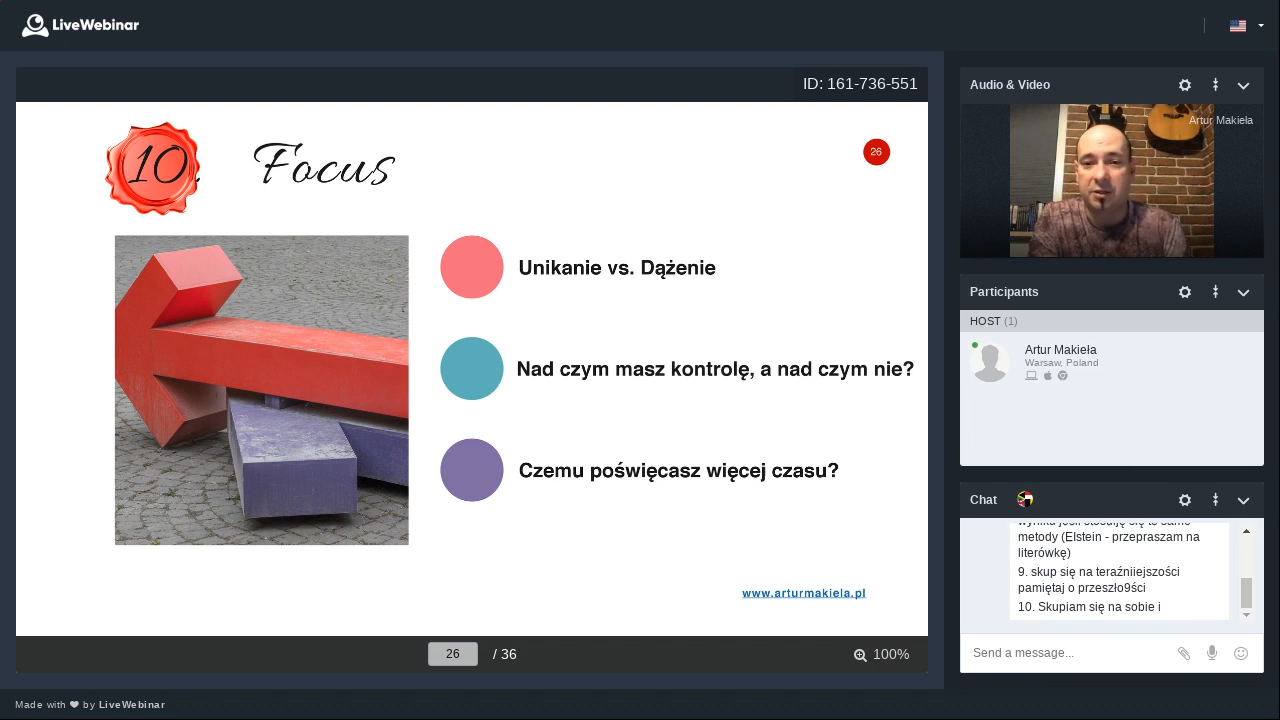 LiveWebinar
ID: 161-736-551
10. Focus
26
Unikanie vs. Dążenie
Nad czym masz kontrolę, a nad czym nie?
Czemu poświęcasz więcej czasu?
www.arturmakiela.pl
26 / 36
100%
Audio & Video
Artur Makieła
Participants
HOST (1)
Artur Makieła
Warsaw, Poland
Chat
metody (EIstein - przepraszam na
literówkę)
9. skup się na teraźniiejszości
pamiętaj o przeszło9ści
10. Skupiam się na sobie i
Send a message...
Made with by LiveWebinar